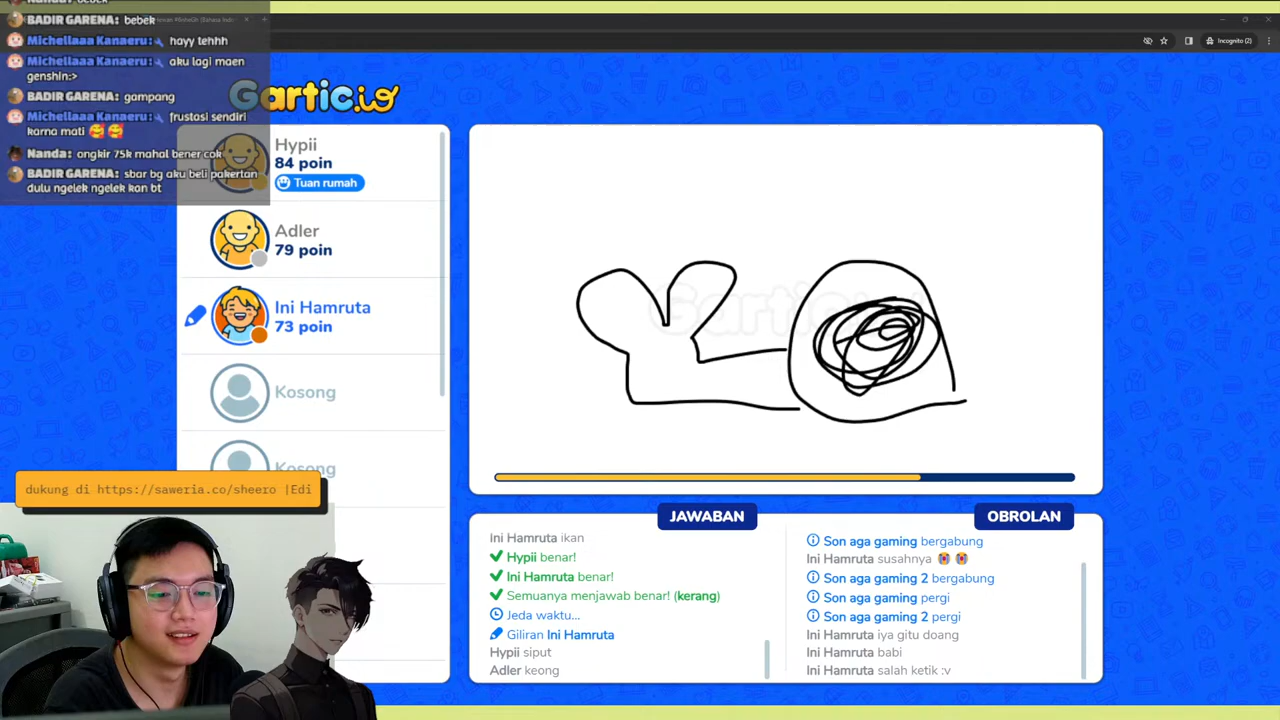 BADIR GARENA: bebek
Michellaaa Kanaeru: hayy tehhh
Michellaaa Kanaeru: aku lagi maen
genshin:>
BADIR GARENA: gampang
Michellaaa Kanaeru: frustasi sendiri
karna mati 🥰 🥰
Nanda: ongkir 75k mahal bener cok
BADIR GARENA: sbar bg aku beli pakertan
dulu ngelek ngelek kon bt
Incognito (2)
Gartic.io
Hypii
84 poin
Tuan rumah
Adler
79 poin
Ini Hamruta
73 poin
Kosong
Kosong
dukung di https://saweria.co/sheero |Edi
JAWABAN
Ini Hamruta ikan
Hypii benar!
Ini Hamruta benar!
Semuanya menjawab benar! (kerang)
Jeda waktu...
Giliran Ini Hamruta
Hypii siput
Adler keong
OBROLAN
Son aga gaming bergabung
Ini Hamruta susahnya 😭 😭
Son aga gaming 2 bergabung
Son aga gaming pergi
Son aga gaming 2 pergi
Ini Hamruta iya gitu doang
Ini Hamruta babi
Ini Hamruta salah ketik :v